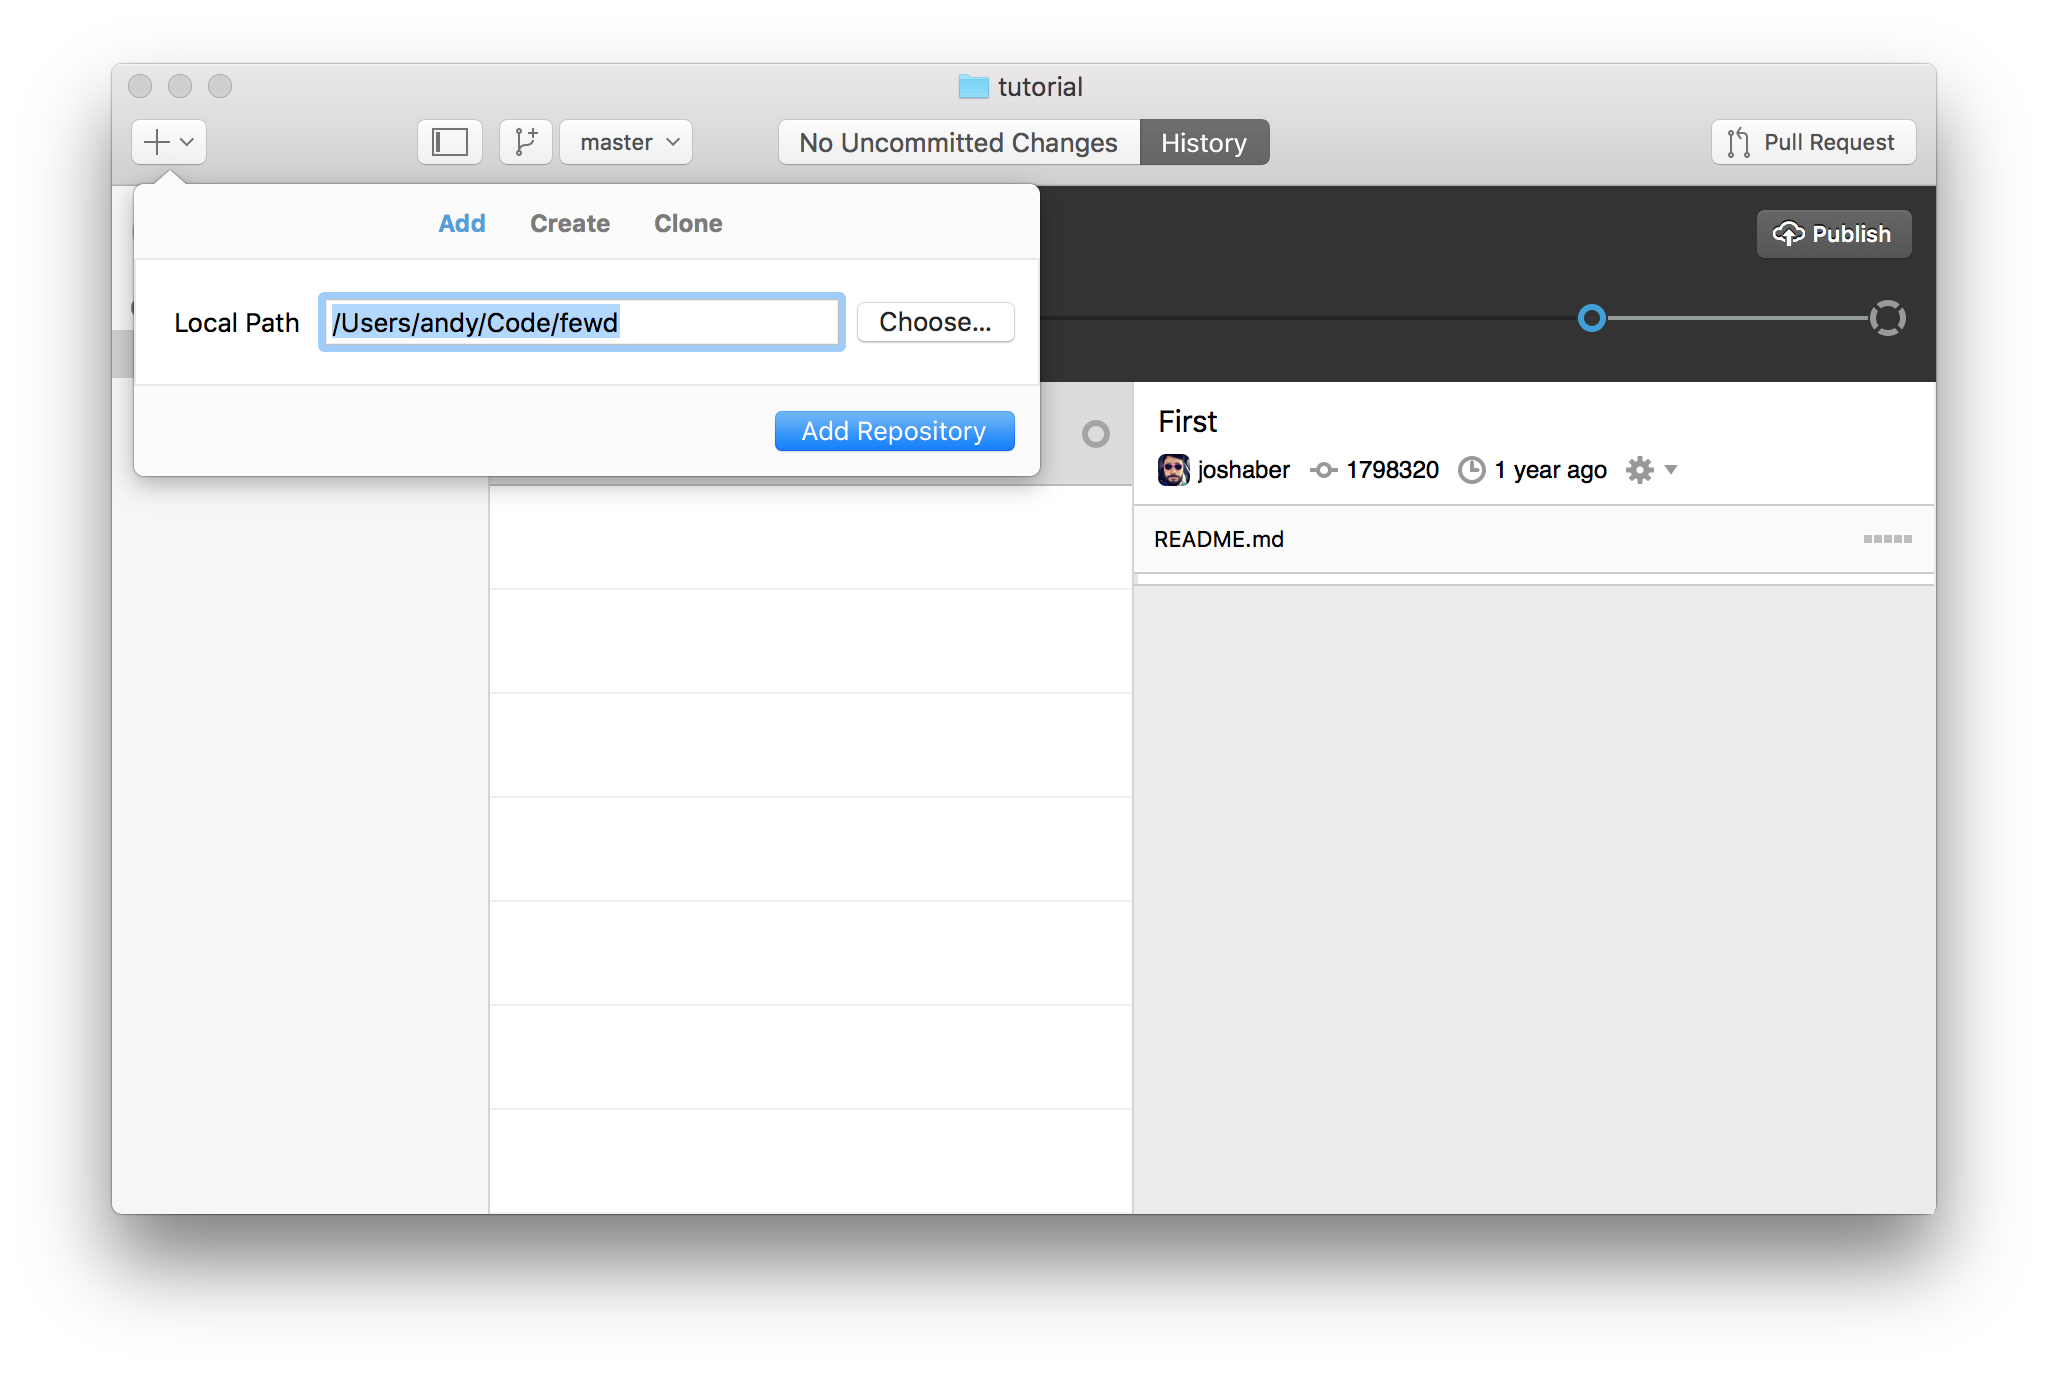 tutorial
master
No Uncommitted Changes
History
Pull Request
Add
Create
Clone
Publish
Local Path
/Users/andy/Code/fewd
Choose...
Add Repository
First
joshaber
1798320
1 year ago
README.md